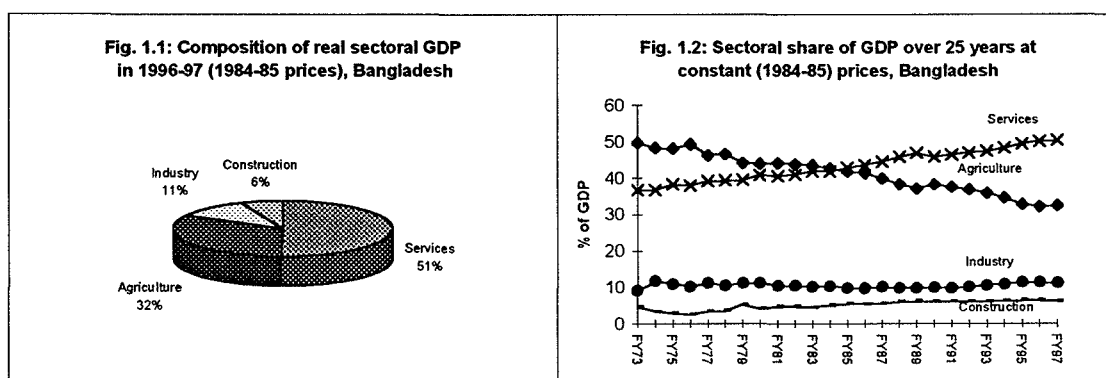 Fig. 1.1: Composition of real sectoral GDP
in 1996-97 (1984-85 prices), Bangladesh
Construction
6%
Industry
11%
Services
51%
Agriculture
32%
Fig. 1.2: Sectoral share of GDP over 25 years at
constant (1984-85) prices, Bangladesh
% of GDP
60
50
40
30
20
10
0
Services
Agriculture
Industry
Construction
FY73
FY75
FY77
FY79
FY81
FY83
FY85
FY87
FY89
FY91
FY93
FY95
FY97